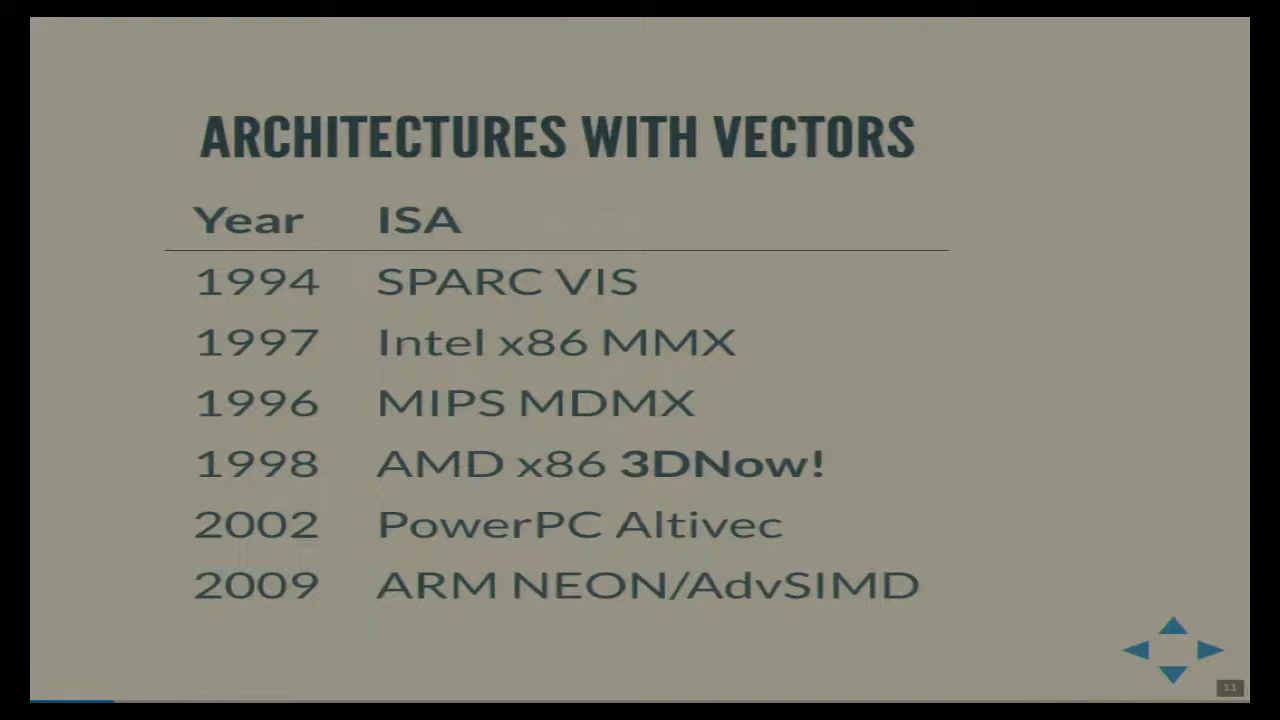 ARCHITECTURES WITH VECTORS
Year ISA
1994 SPARC VIS
1997 Intel x86 MMX
1996 MIPS MDMX
1998 AMD x86 3DNow!
2002 PowerPC Altivec
2009 ARM NEON/AdvSIMD